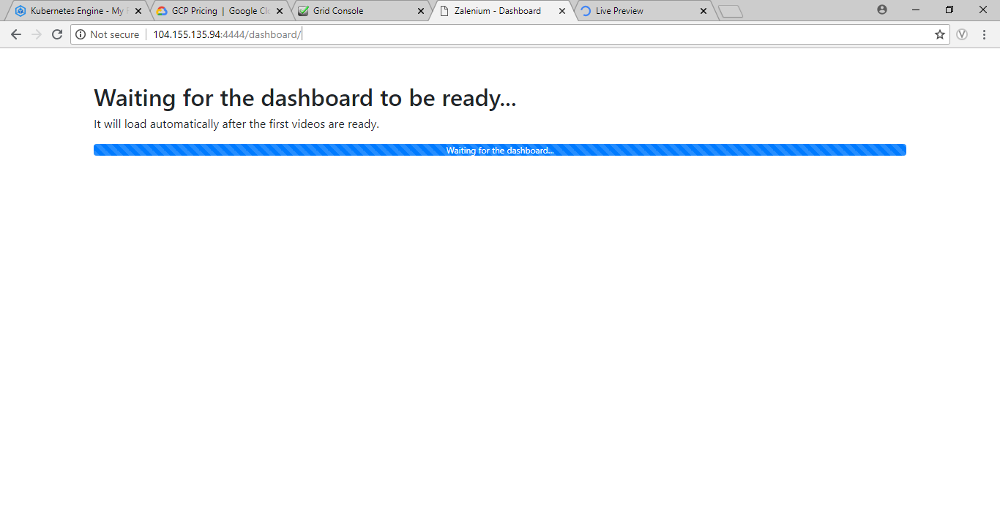 Kubernetes Engine - My P
GCP Pricing | Google Clo
Grid Console
Zalenium - Dashboard
Live Preview
Not secure | 104.155.135.94:4444/dashboard/
Waiting for the dashboard to be ready...
It will load automatically after the first videos are ready.
Waiting for the dashboard...